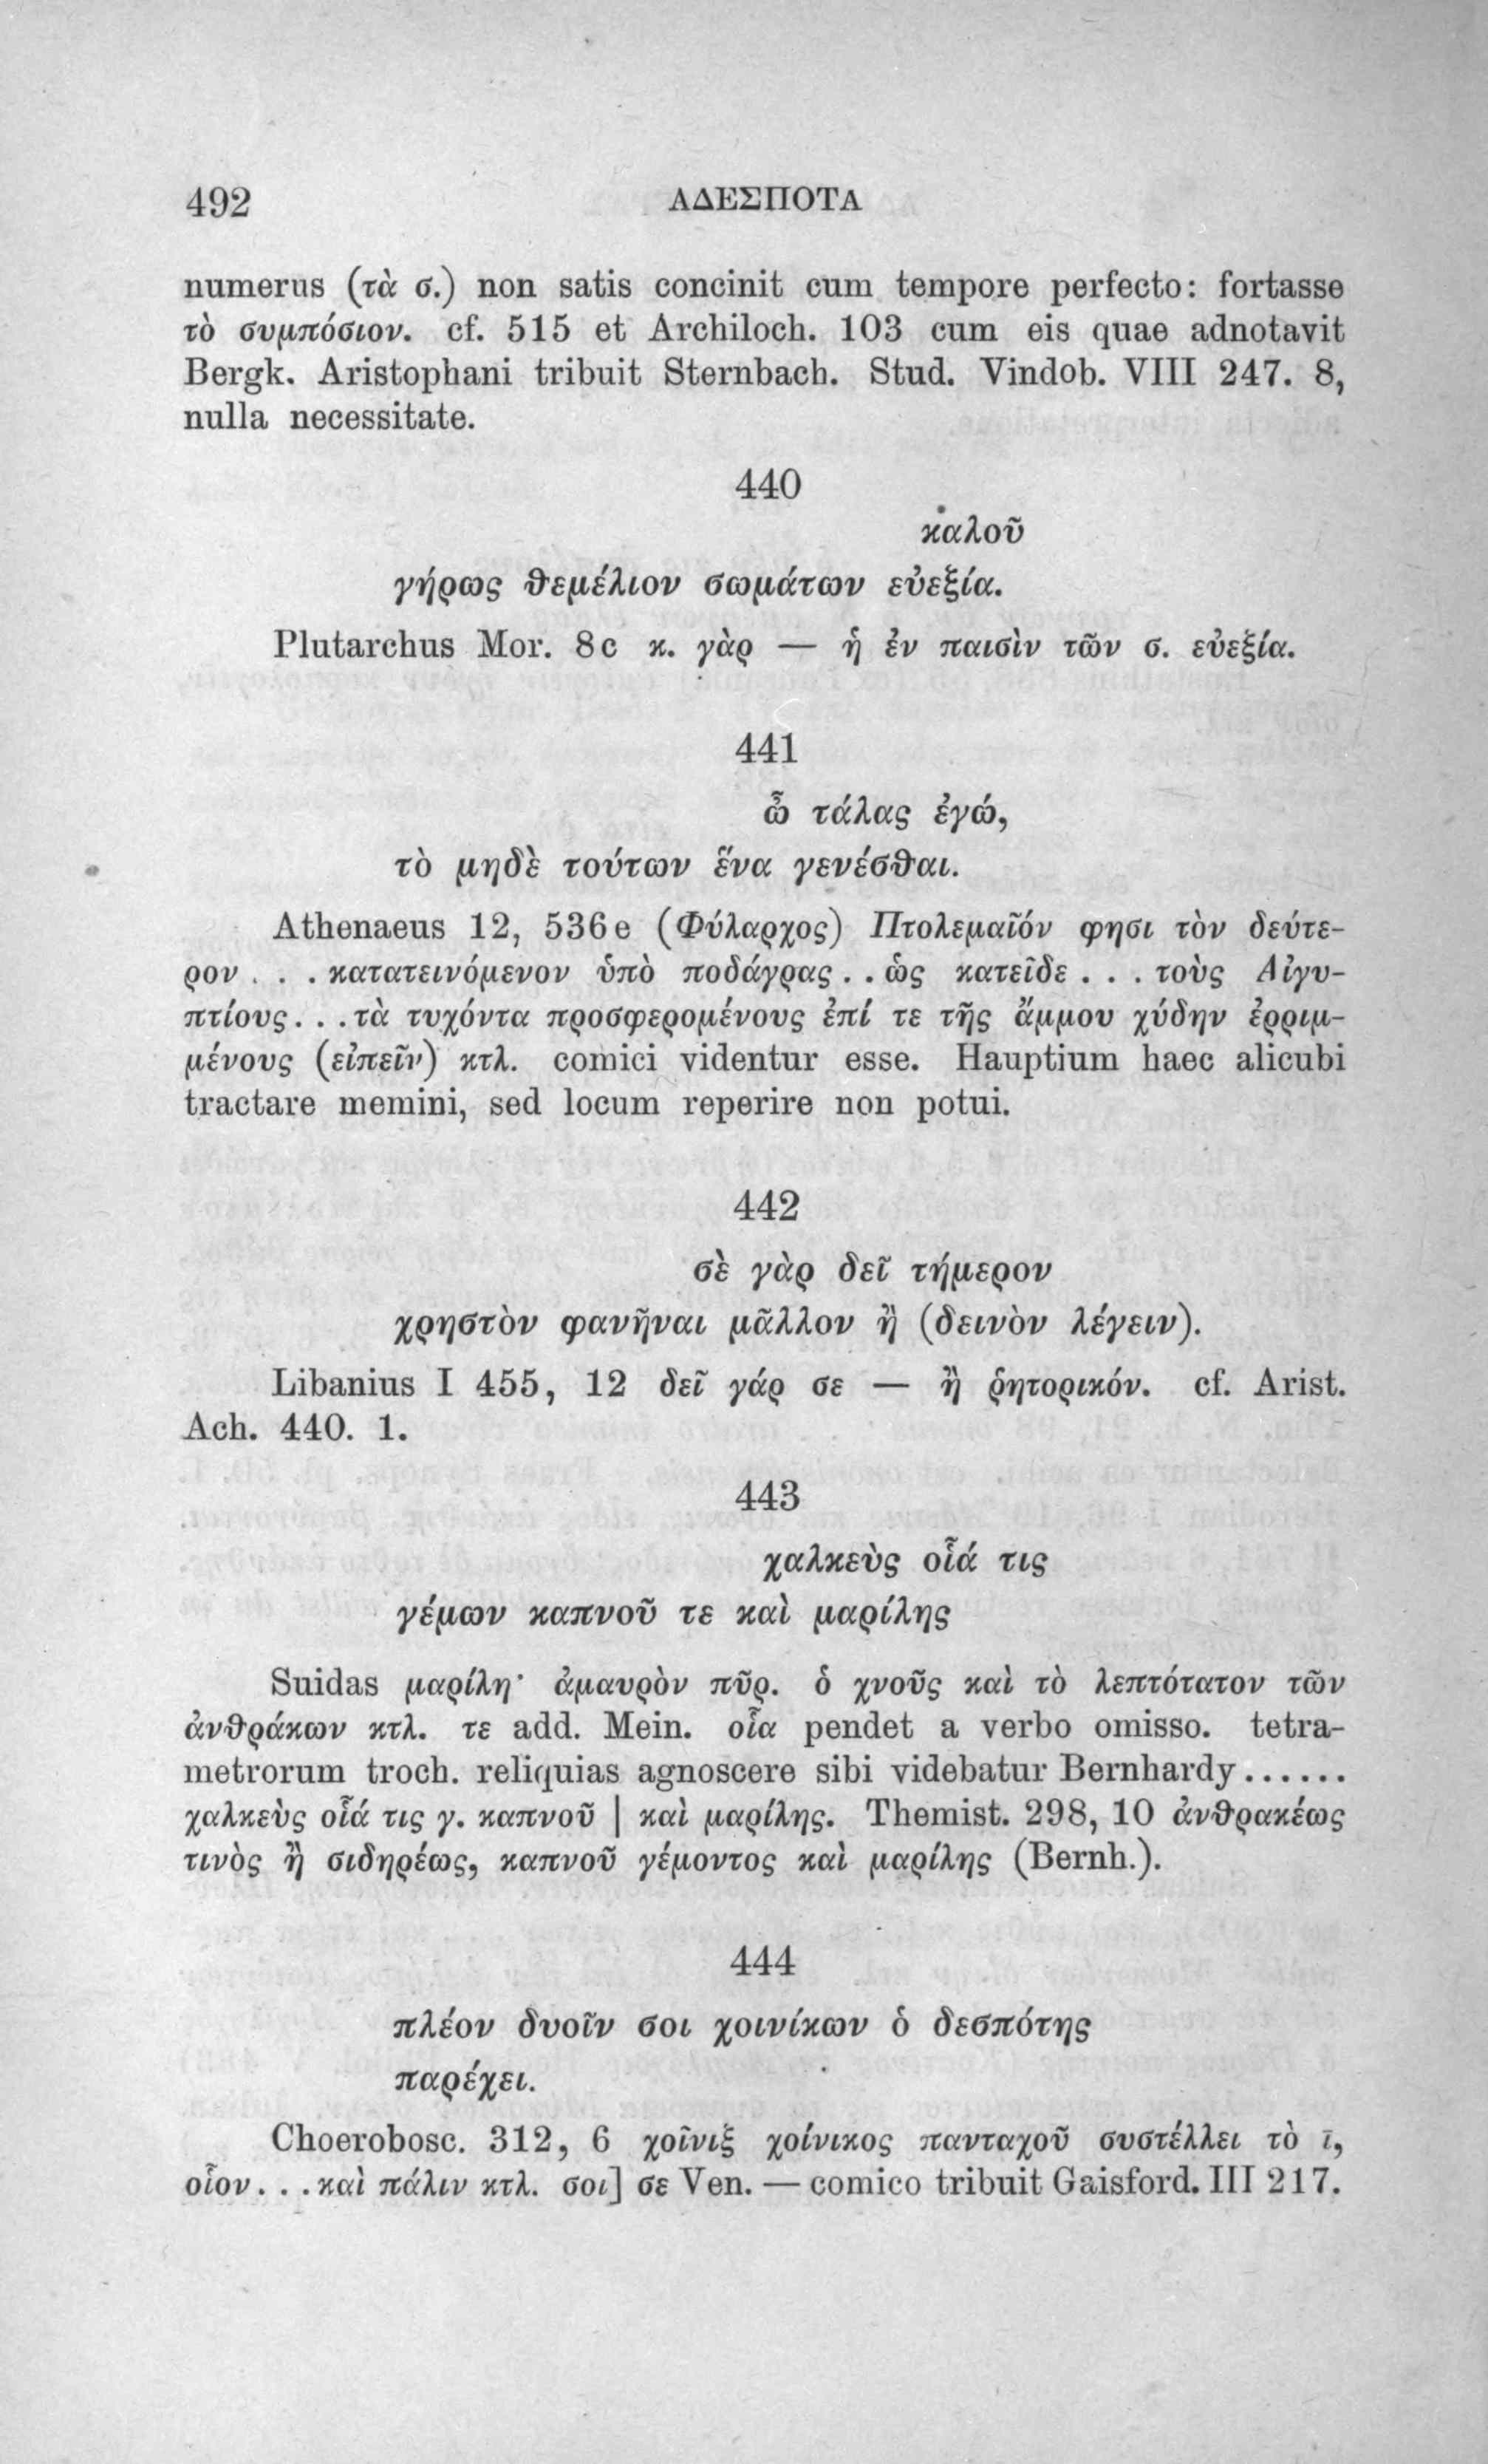 492 ΑΔΕΣΠΟΤΑ
numerus (τὰ σ.) non satis concinit cum tempore perfecto: fortasse
τὸ συμπόσιον. cf. 515 et Archiloch. 103 cum eis quae adnotavit
Bergk. Aristophani tribuit Sternbach. Stud. Vindob. VIII 247. 8,
nulla necessitate.
440
καλοῦ
γήρως θεμέλιον σωμάτων εὐεξία.
Plutarchus Mor. 8c κ. γὰρ — ἡ ἐν παισὶν τῶν σ. εὐεξία.
441
ὦ τάλας ἐγώ,
τὸ μηδὲ τούτων ἕνα γενέσθαι.
Athenaeus 12, 536e (Φύλαρχος) Πτολεμαῖόν φησι τὸν δεύτε-
ρον . . . κατατεινόμενον ὑπὸ ποδάγρας . . ὡς κατεῖδε . . . τοὺς Αἰγυ-
πτίους . . . τὰ τυχόντα προσφερομένους ἐπί τε τῆς ἄμμου χύδην ἐρριμ-
μένους (εἰπεῖν) κτλ. comici videntur esse. Hauptium haec alicubi
tractare memini, sed locum reperire non potui.
442
σὲ γὰρ δεῖ τήμερον
χρηστὸν φανῆναι μᾶλλον ἢ (δεινὸν λέγειν).
Libanius I 455, 12 δεῖ γάρ σε — ἢ ῥητορικόν. cf. Arist.
Ach. 440. 1.
443
χαλκεὺς οἷά τις
γέμων καπνοῦ τε καὶ μαρίλης
Suidas μαρίλη· ἀμαυρὸν πῦρ. ὁ χνοῦς καὶ τὸ λεπτότατον τῶν
ἀνθράκων κτλ. τε add. Mein. οἷα pendet a verbo omisso. tetra-
metrorum troch. reliquias agnoscere sibi videbatur Bernhardy ......
χαλκεὺς οἷά τις γ. καπνοῦ | καὶ μαρίλης. Themist. 298, 10 ἀνθρακέως
τινὸς ἢ σιδηρέως, καπνοῦ γέμοντος καὶ μαρίλης (Bernh.).
444
πλέον δυοῖν σοι χοινίκων ὁ δεσπότης
παρέχει.
Choerobosc. 312, 6 χοῖνιξ χοίνικος πανταχοῦ συστέλλει τὸ ῑ,
οἷον . . . καὶ πάλιν κτλ. σοι] σε Ven. — comico tribuit Gaisford. III 217.